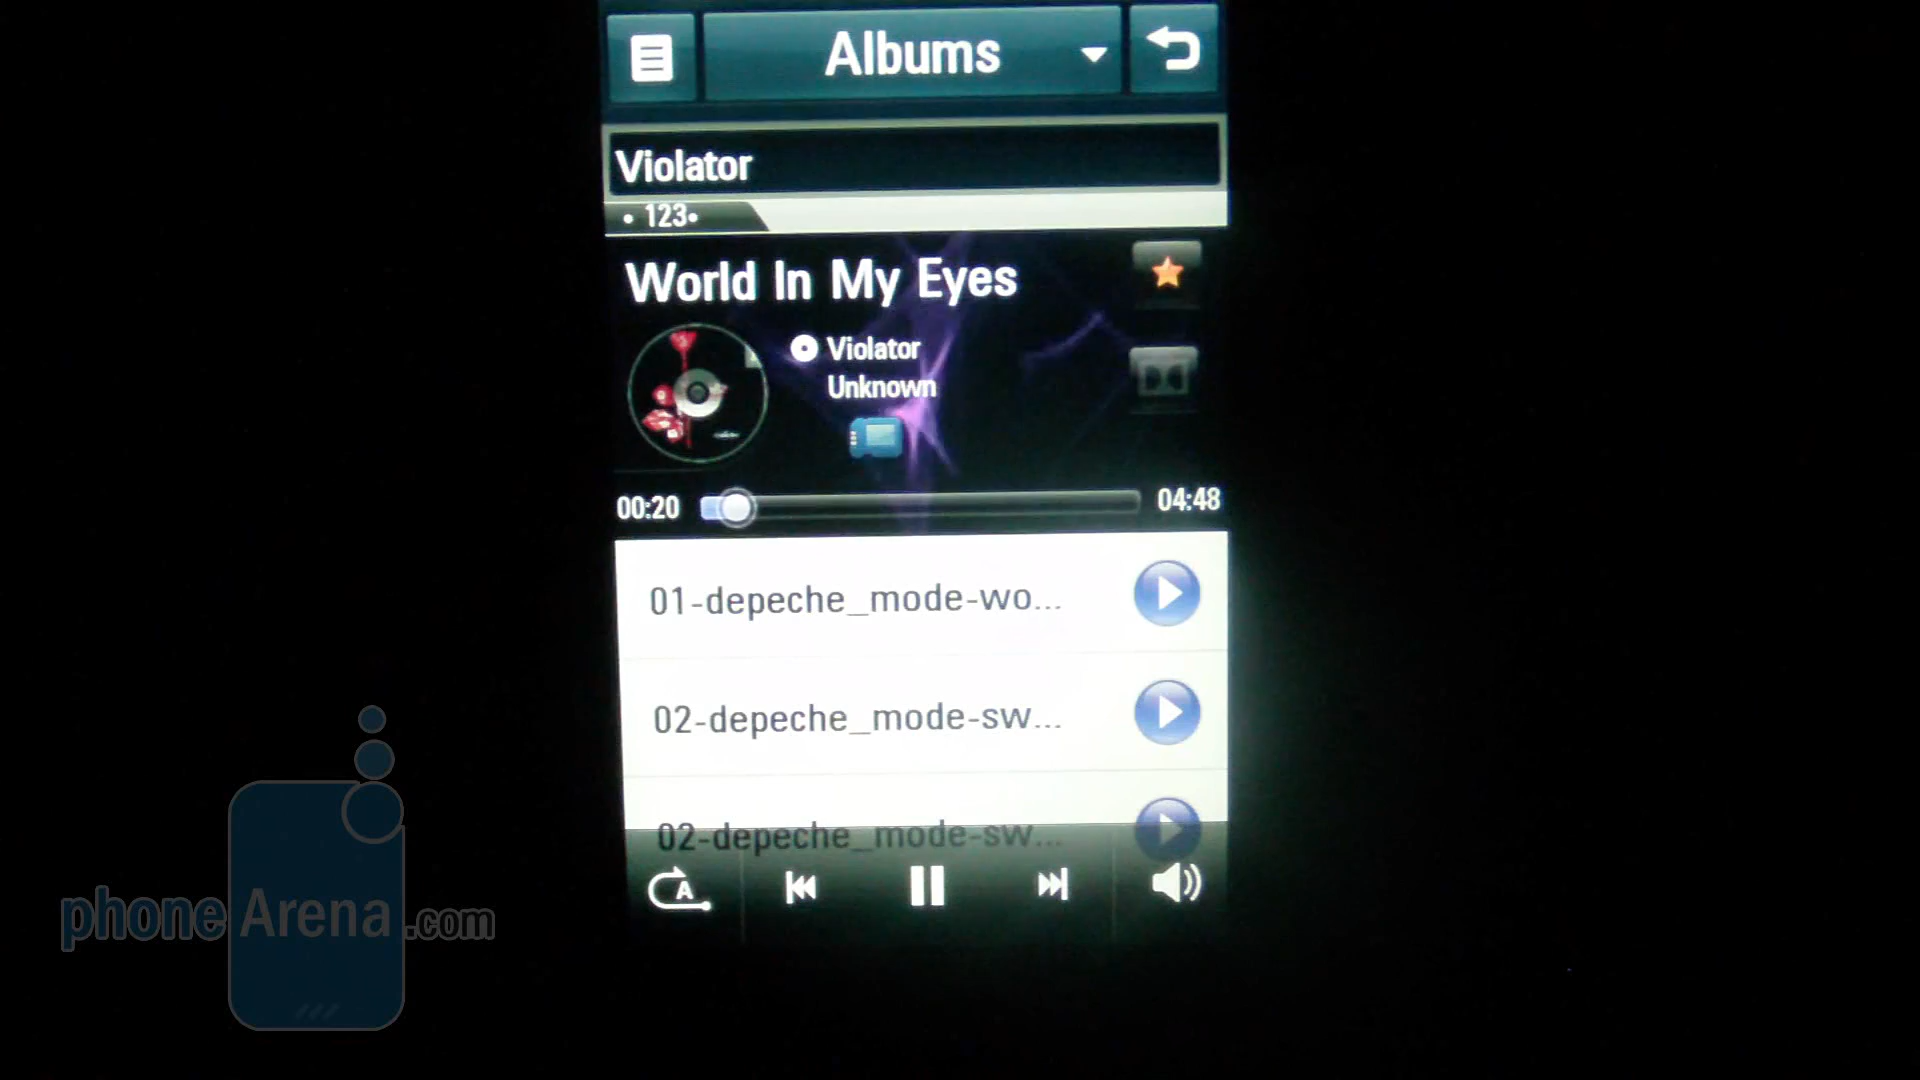 Albums
Violator
• 123•
World In My Eyes
Violator
Unknown
00:20
04:48
01-depeche_mode-wo...
02-depeche_mode-sw...
02-depeche_mode-sw...
A
phoneArena.com